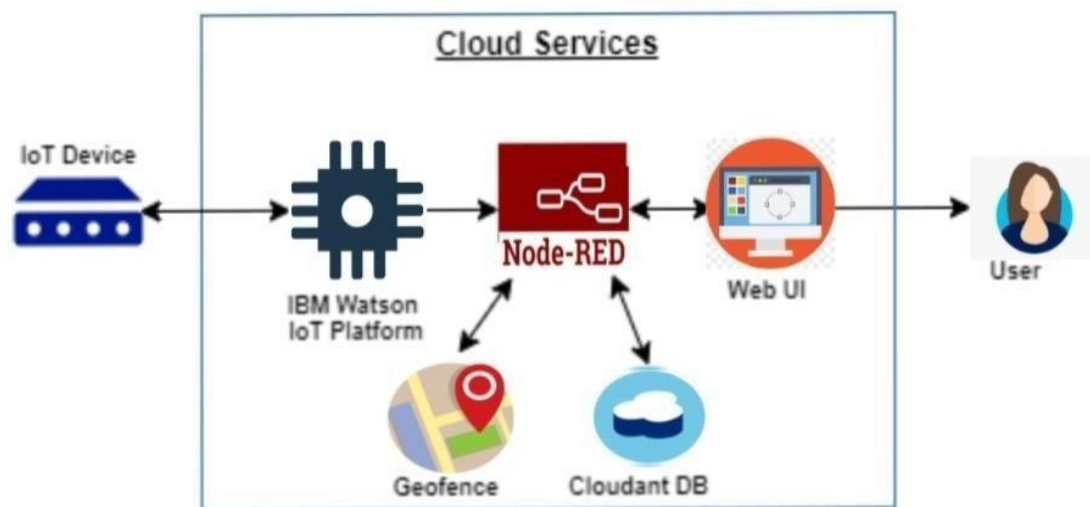 Cloud Services
IoT Device
Node-RED
IBM Watson
IoT Platform
Web UI
User
Geofence
Cloudant DB